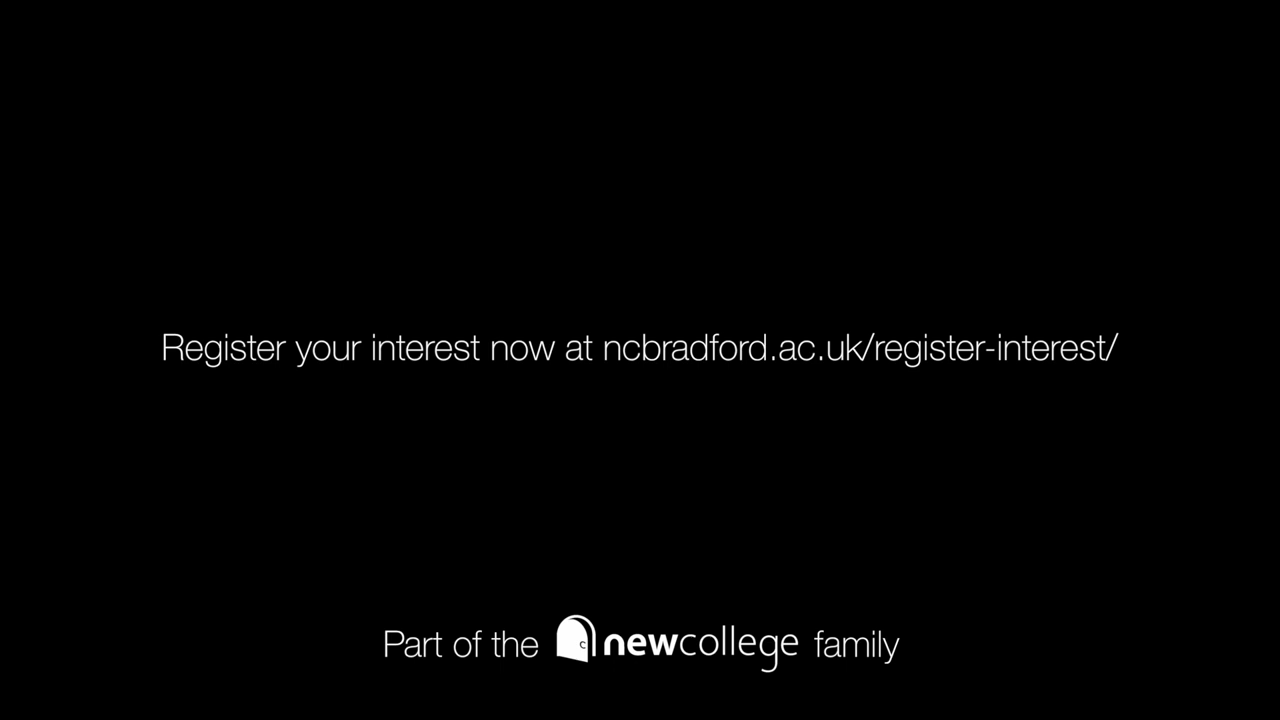 Register your interest now at ncbradford.ac.uk/register-interest/
Part of the newcollege family